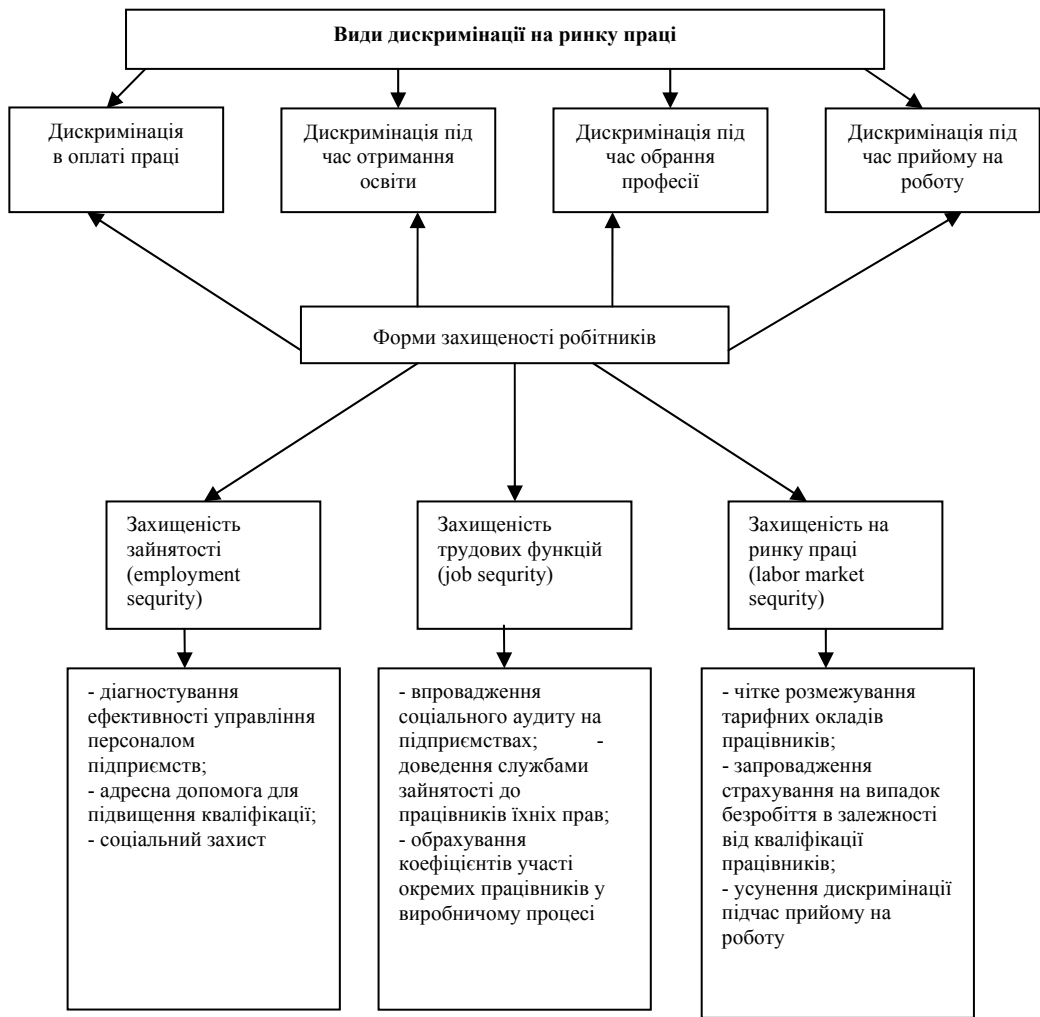 Види дискримінації на ринку праці
Дискримінація
в оплаті праці
Дискримінація під
час отримання
освіти
Дискримінація під
час обрання
професії
Дискримінація під
час прийому на
роботу
Форми захищеності робітників
Захищеність
зайнятості
(employment
sequrity)
Захищеність
трудових функцій
(job sequrity)
Захищеність на
ринку праці
(labor market
sequrity)
- діагностування
ефективності управління
персоналом
підприємств;
- адресна допомога для
підвищення кваліфікації;
- соціальний захист
- впровадження
соціального аудиту на
підприємствах; -
доведення службами
зайнятості до
працівників їхніх прав;
- обрахування
коефіцієнтів участі
окремих працівників у
виробничому процесі
- чітке розмежування
тарифних окладів
працівників;
- запровадження
страхування на випадок
безробіття в залежності
від кваліфікації
працівників;
- усунення дискримінації
підчас прийому на
роботу